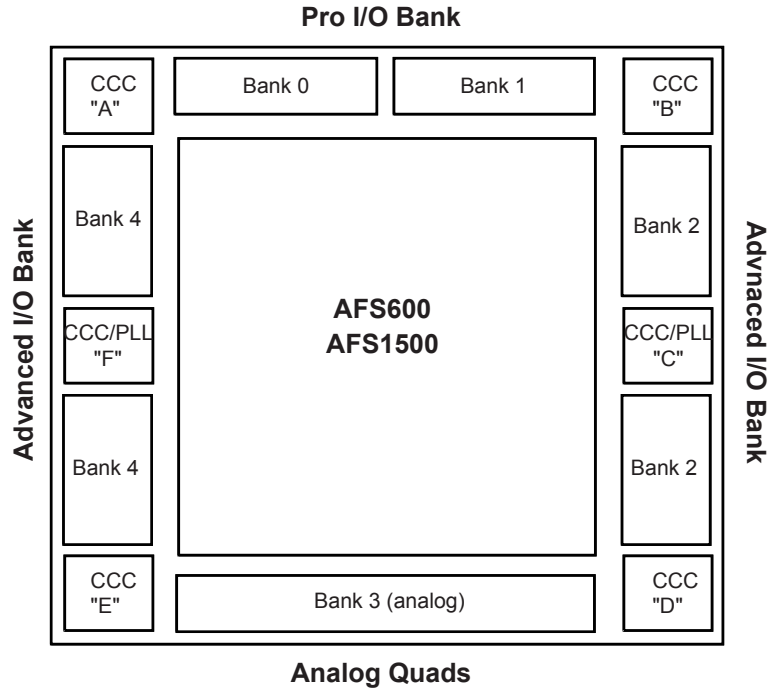 Pro I/O Bank
CCC
"A"
Bank 0
Bank 1
CCC
"B"
Bank 4
Bank 2
Advanced I/O Bank
Advnaced I/O Bank
AFS600
AFS1500
CCC/PLL
"F"
CCC/PLL
"C"
Bank 4
Bank 2
CCC
"E"
Bank 3 (analog)
CCC
"D"
Analog Quads